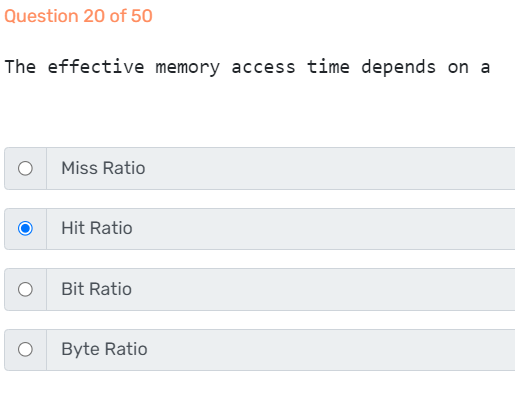 Question 20 of 50
The effective memory access time depends on a
Miss Ratio
Hit Ratio
Bit Ratio
Byte Ratio